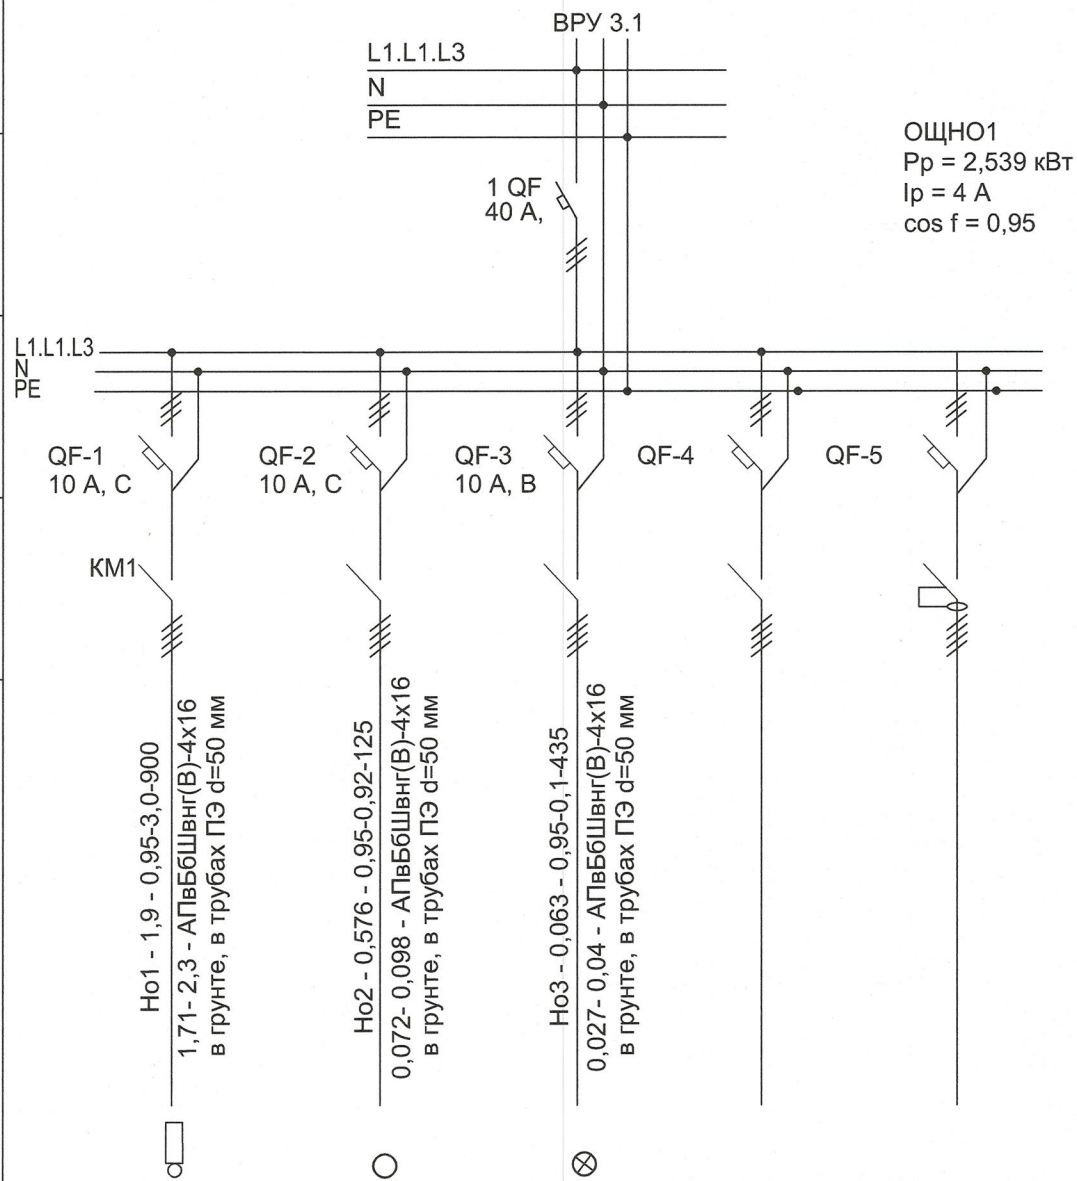 ВРУ 3.1
L1.L1.L3
N
PE
ОЩНО1
Рр = 2,539 кВт
Iр = 4 А
cos f = 0,95
1 QF
40 А,
L1.L1.L3
N
PE
QF-1
10 А, С
QF-2
10 А, С
QF-3
10 А, В
QF-4
QF-5
КМ1
Но1 - 1,9 - 0,95-3,0-900
1,71- 2,3 - АПвБбШвнг(В)-4х16
в грунте, в трубах ПЭ d=50 мм
Но2 - 0,576 - 0,95-0,92-125
0,072- 0,098 - АПвБбШвнг(В)-4х16
в грунте, в трубах ПЭ d=50 мм
Но3 - 0,063 - 0,95-0,1-435
0,027- 0,04 - АПвБбШвнг(В)-4х16
в грунте, в трубах ПЭ d=50 мм